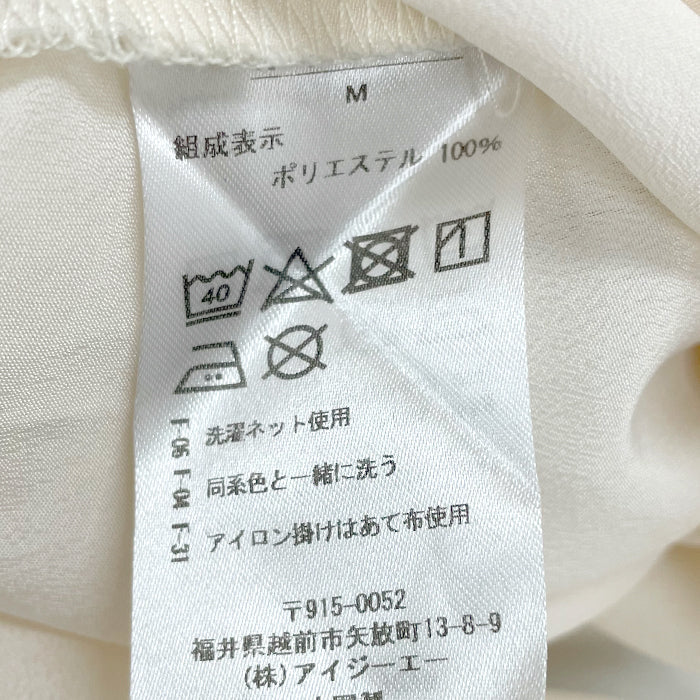 M
組成表示
ポリエステル 100%
40
F-06 洗濯ネット使用
F-04 同系色と一緒に洗う
F-31 アイロン掛けはあて布使用
〒915-0052
福井県越前市矢放町13-8-9
(株)アイジーエー